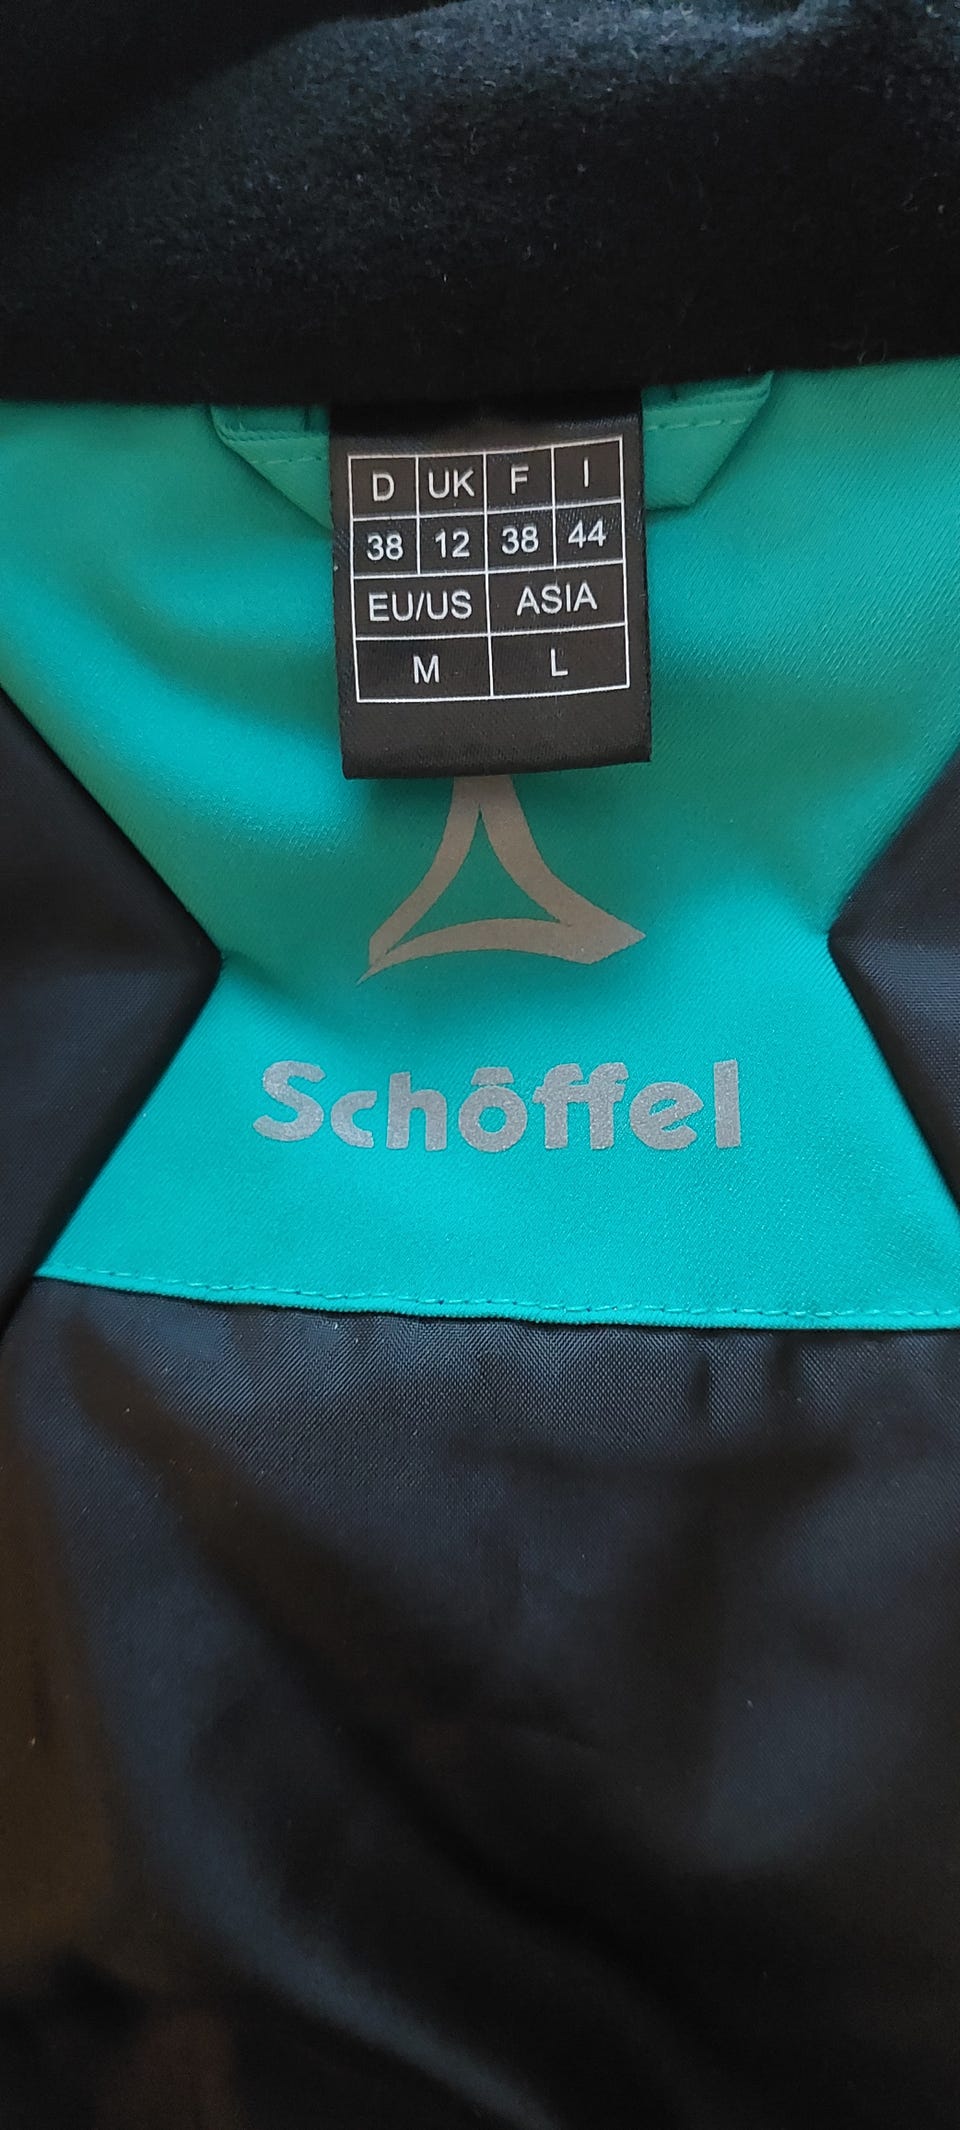 D UK F I
38 12 38 44
EU/US ASIA
M L
Schöffel